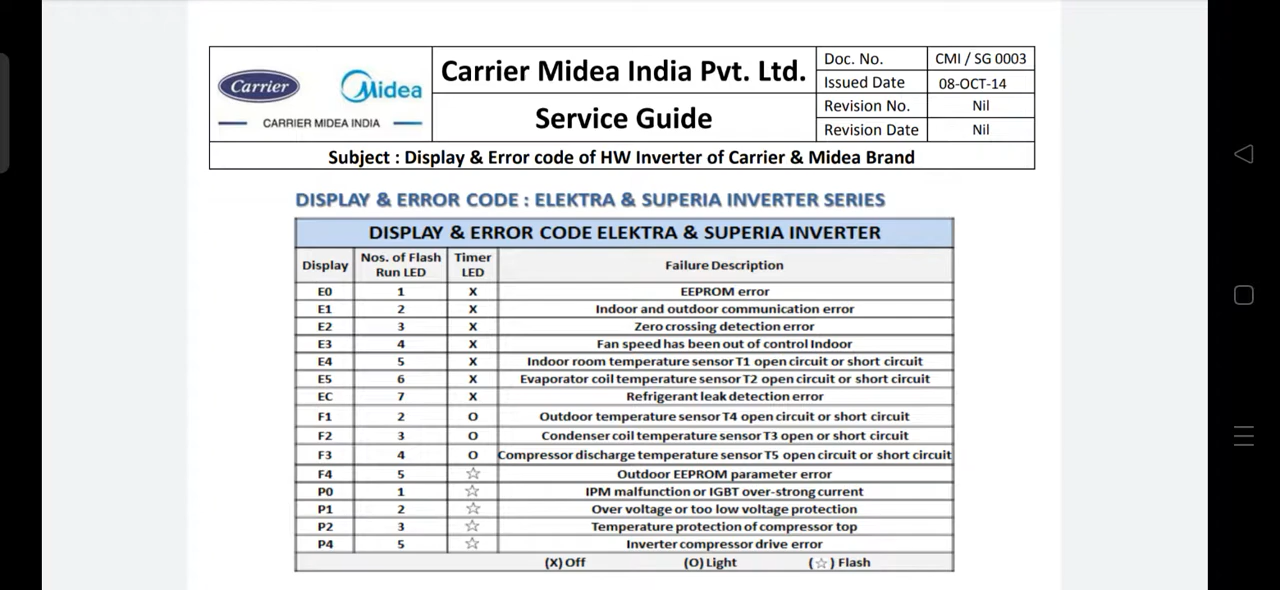 Carrier
Midea
CARRIER MIDEA INDIA
Carrier Midea India Pvt. Ltd.
Service Guide
Doc. No. CMI / SG 0003
Issued Date 08-OCT-14
Revision No. Nil
Revision Date Nil
Subject : Display & Error code of HW Inverter of Carrier & Midea Brand
DISPLAY & ERROR CODE : ELEKTRA & SUPERIA INVERTER SERIES
DISPLAY & ERROR CODE ELEKTRA & SUPERIA INVERTER
Display Nos. of Flash Run LED Timer LED Failure Description
E0 1 X EEPROM error
E1 2 X Indoor and outdoor communication error
E2 3 X Zero crossing detection error
E3 4 X Fan speed has been out of control Indoor
E4 5 X Indoor room temperature sensor T1 open circuit or short circuit
E5 6 X Evaporator coil temperature sensor T2 open circuit or short circuit
EC 7 X Refrigerant leak detection error
F1 2 O Outdoor temperature sensor T4 open circuit or short circuit
F2 3 O Condenser coil temperature sensor T3 open or short circuit
F3 4 O Compressor discharge temperature sensor T5 open circuit or short circuit
F4 5 ☆ Outdoor EEPROM parameter error
P0 1 ☆ IPM malfunction or IGBT over-strong current
P1 2 ☆ Over voltage or too low voltage protection
P2 3 ☆ Temperature protection of compressor top
P4 5 ☆ Inverter compressor drive error
(X) Off (O) Light (☆) Flash